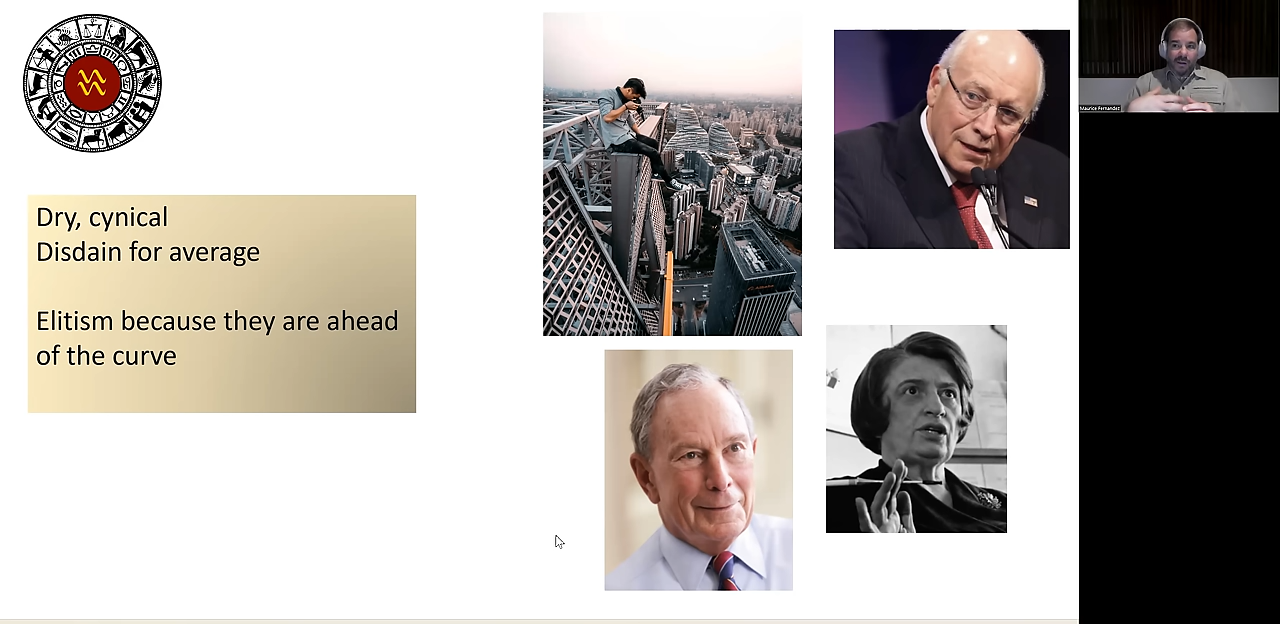 Dry, cynical
Disdain for average
Elitism because they are ahead
of the curve
Maurice Fernandez